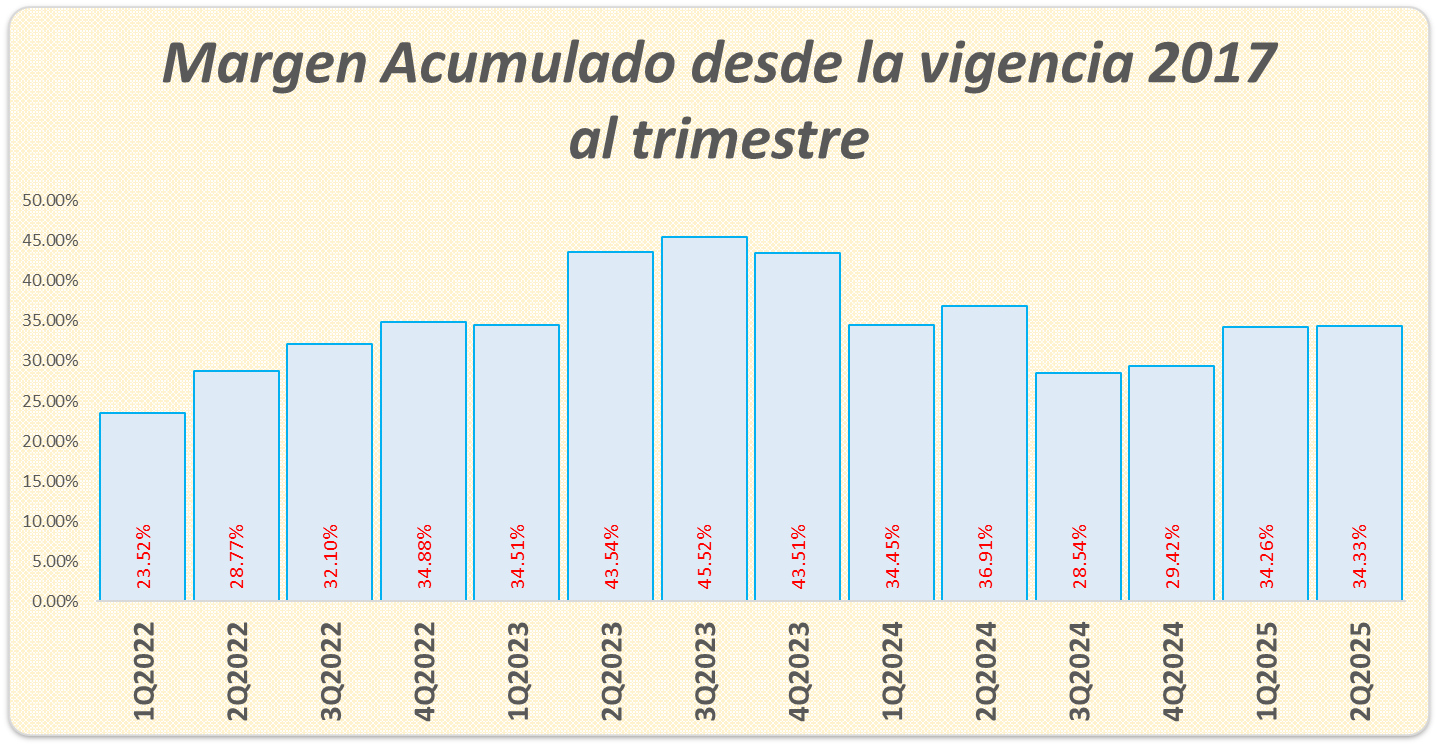 Margen Acumulado desde la vigencia 2017
al trimestre
50.00%
45.00%
40.00%
35.00%
30.00%
25.00%
20.00%
15.00%
10.00%
5.00%
0.00%
23.52%
28.77%
32.10%
34.88%
34.51%
43.54%
45.52%
43.51%
34.45%
36.91%
28.54%
29.42%
34.26%
34.33%
1Q2022
2Q2022
3Q2022
4Q2022
1Q2023
2Q2023
3Q2023
4Q2023
1Q2024
2Q2024
3Q2024
4Q2024
1Q2025
2Q2025